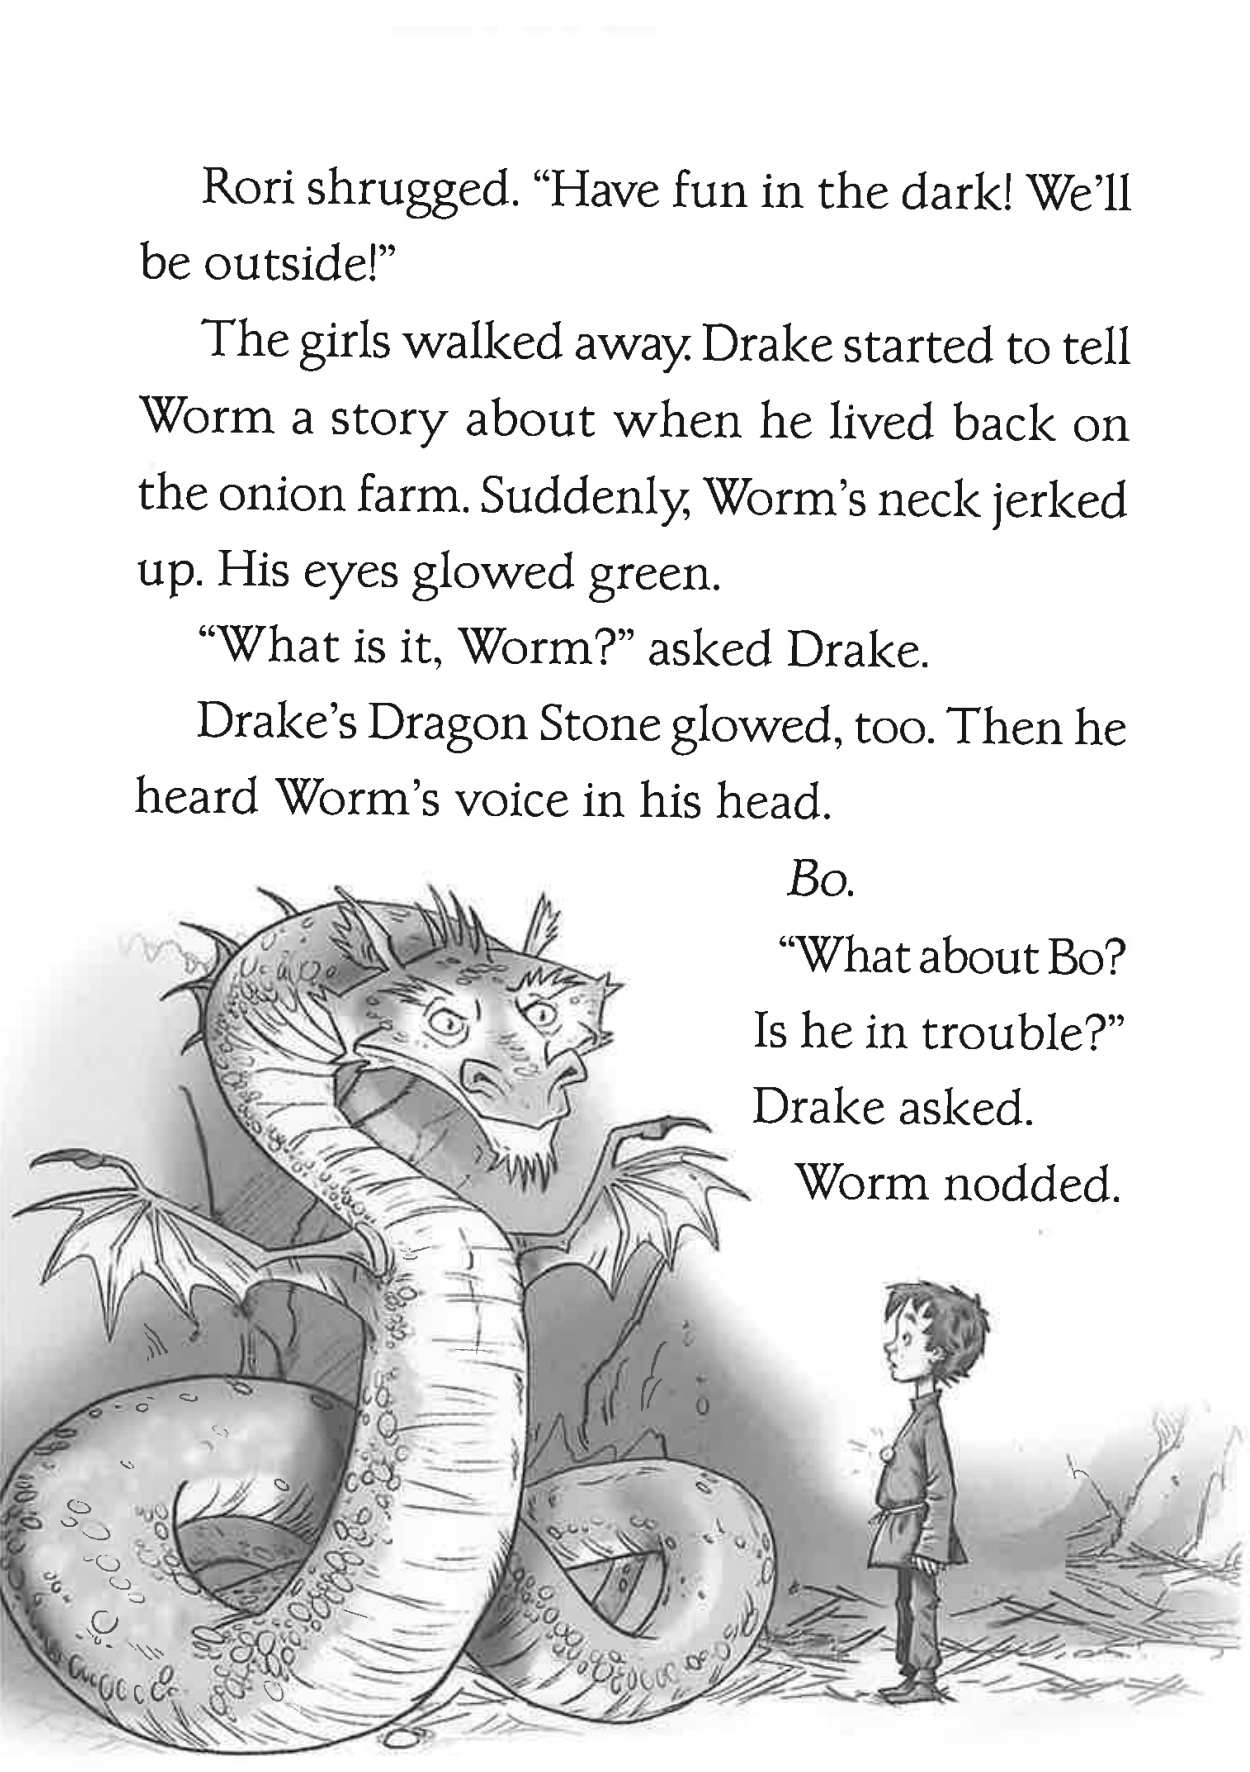 Rori shrugged. “Have fun in the dark! We’ll
be outside!”
The girls walked away. Drake started to tell
Worm a story about when he lived back on
the onion farm. Suddenly, Worm’s neck jerked
up. His eyes glowed green.
“What is it, Worm?” asked Drake.
Drake’s Dragon Stone glowed, too. Then he
heard Worm’s voice in his head.
Bo.
“What about Bo?
Is he in trouble?”
Drake asked.
Worm nodded.